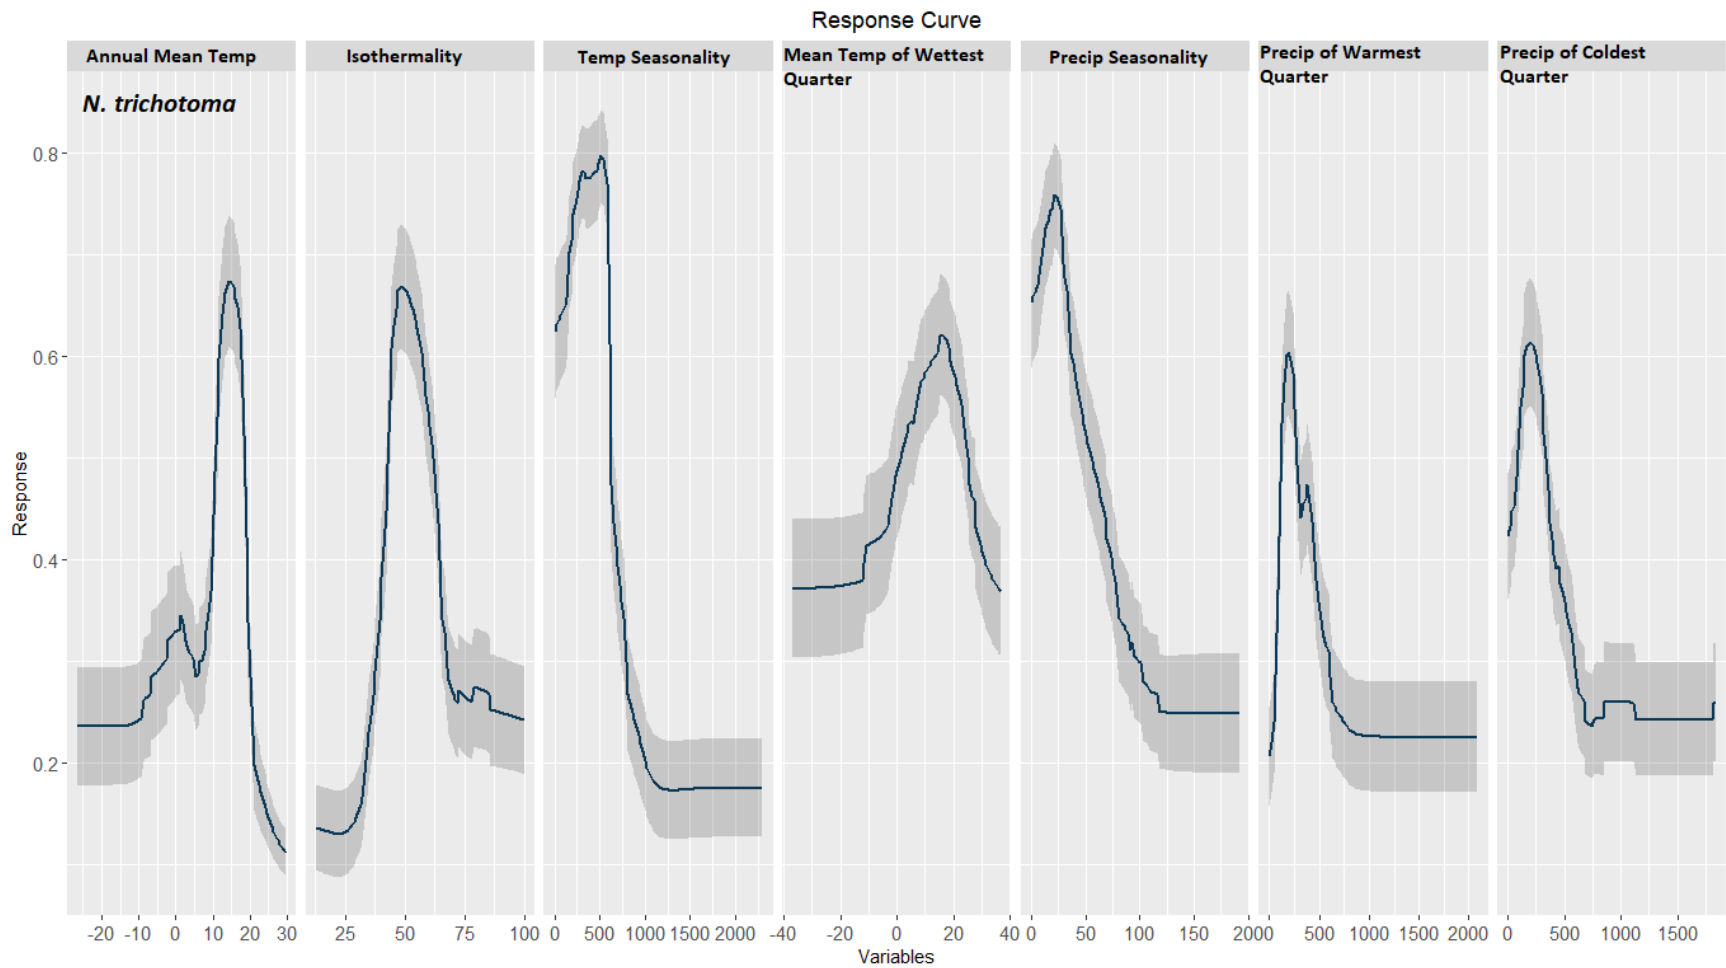 Response Curve
Annual Mean Temp
Isothermality
Temp Seasonality
Mean Temp of Wettest
Quarter
Precip Seasonality
Precip of Warmest
Quarter
Precip of Coldest
Quarter
N. trichotoma
0.8
0.6
0.4
0.2
Response
-20 -10 0 10 20 30
25 50 75 100
0 500 1000 1500 2000
-40 -20 0 20 40
0 50 100 150 200
0 500 1000 1500 2000
0 500 1000 1500
Variables